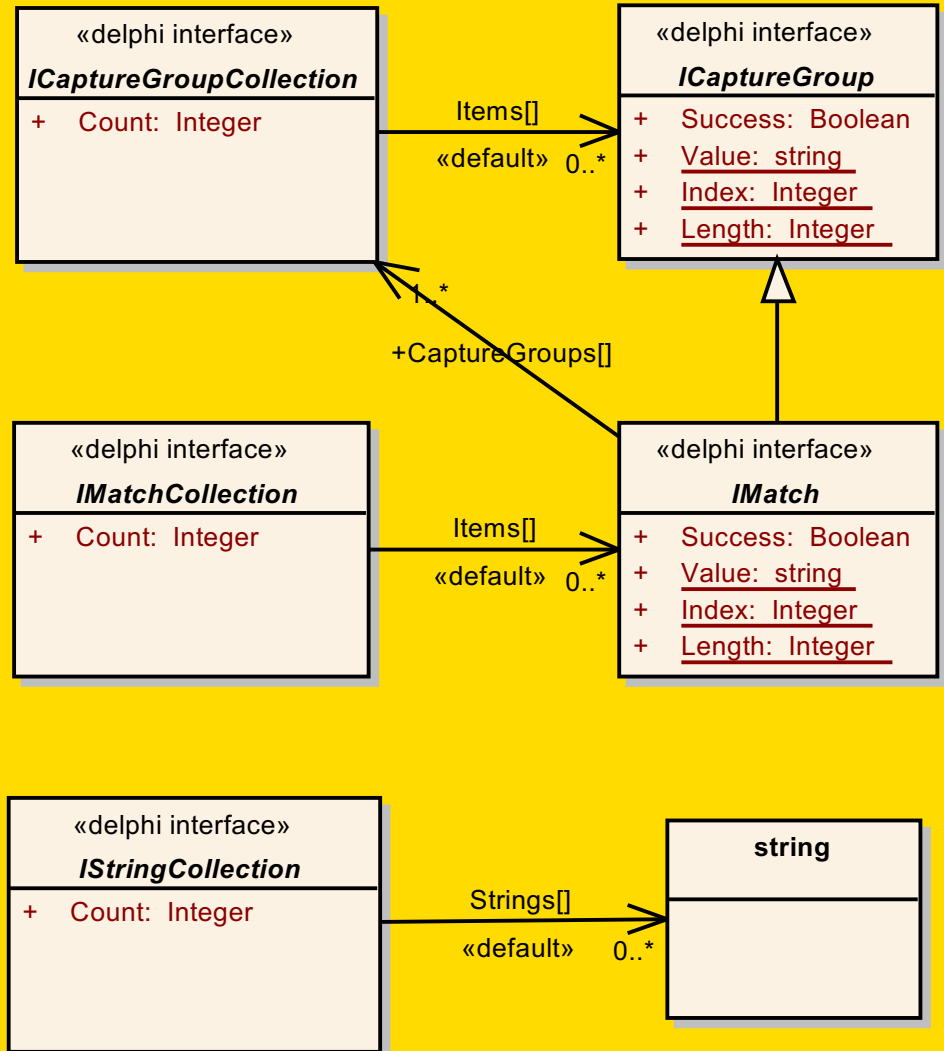 «delphi interface»
ICaptureGroupCollection
+ Count: Integer
Items[]
«default» 0..*
«delphi interface»
ICaptureGroup
+ Success: Boolean
+ Value: string
+ Index: Integer
+ Length: Integer
1..*
+CaptureGroups[]
«delphi interface»
IMatchCollection
+ Count: Integer
Items[]
«default» 0..*
«delphi interface»
IMatch
+ Success: Boolean
+ Value: string
+ Index: Integer
+ Length: Integer
«delphi interface»
IStringCollection
+ Count: Integer
Strings[]
«default» 0..*
string